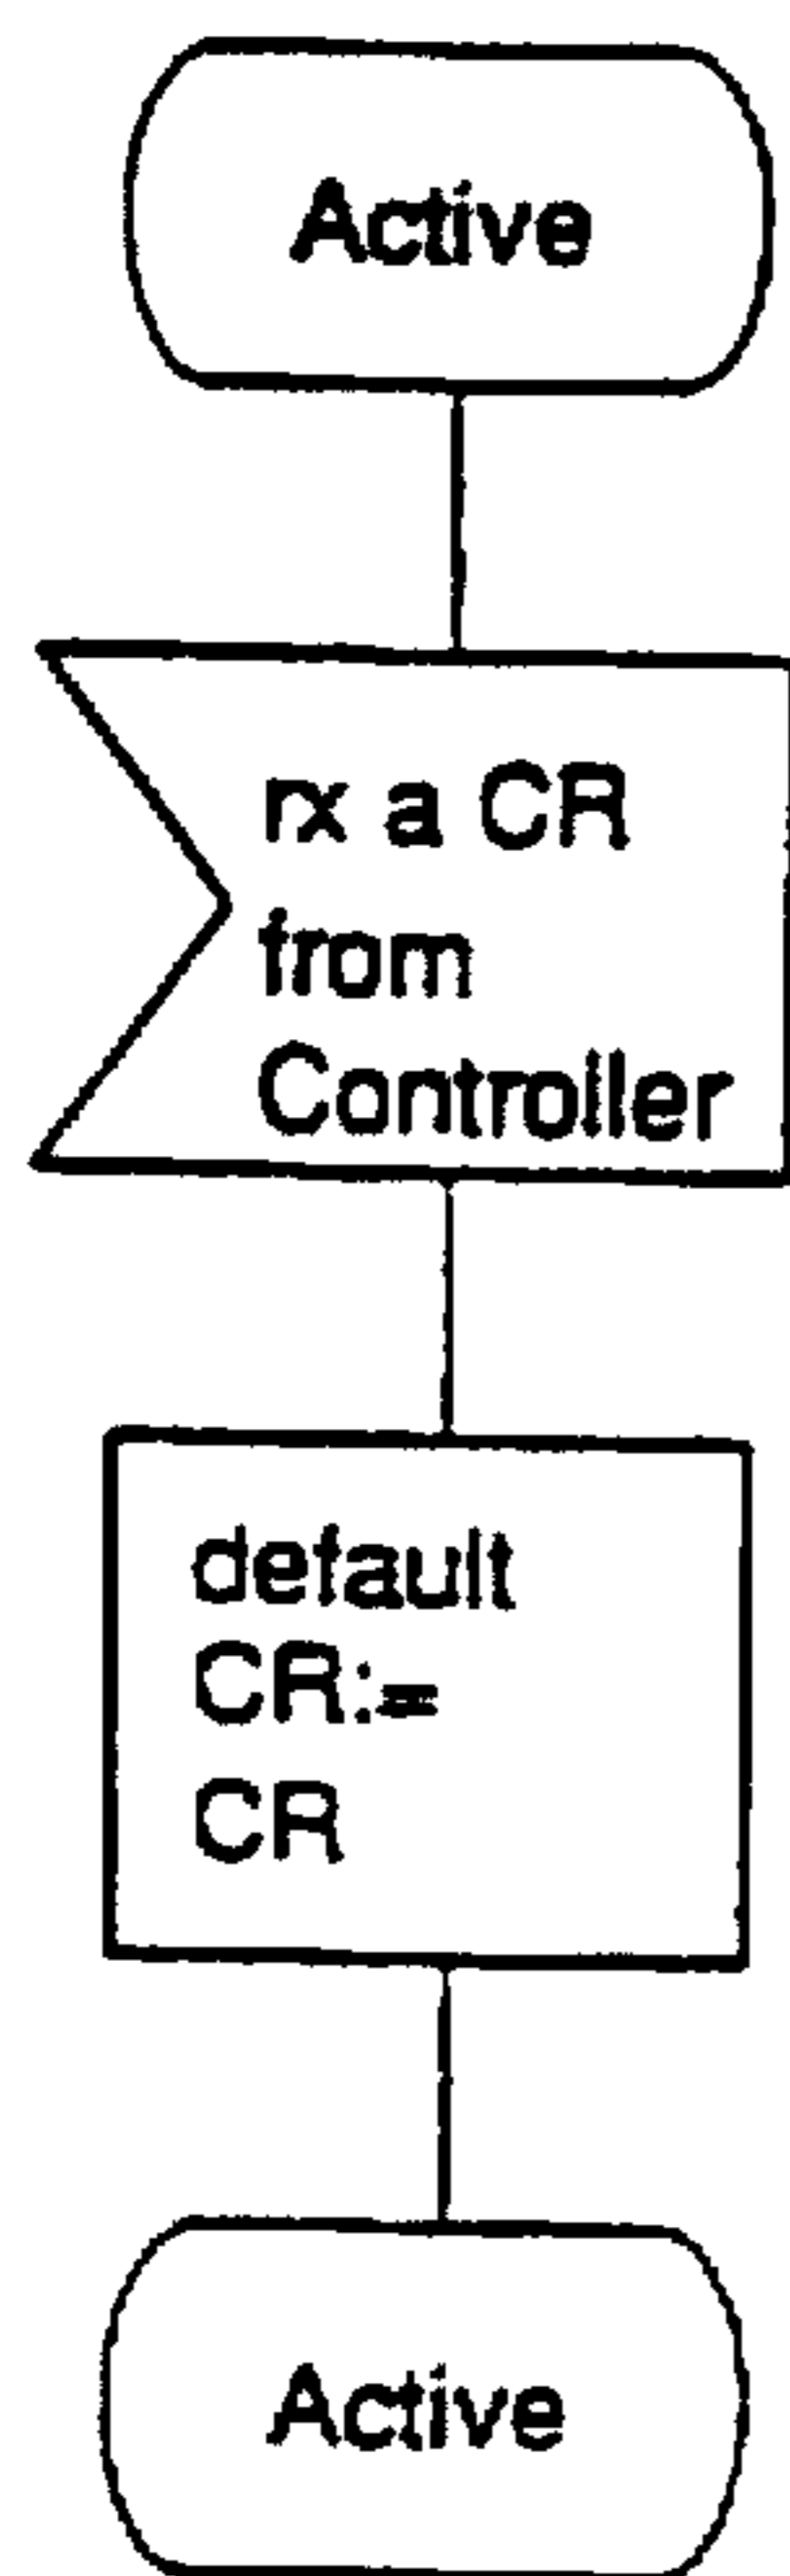 Active
rx a CR
from
Controller
default
CR:=
CR
Active